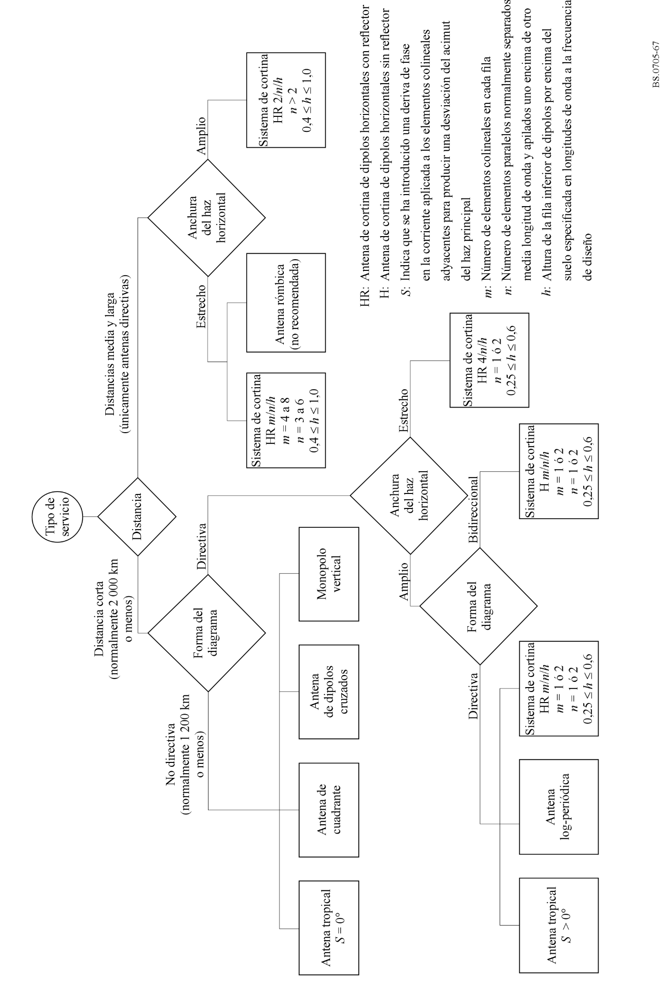 Tipo de
servicio
Distancia
Distancia corta
(normalmente 2 000 km
o menos)
Distancias media y larga
(únicamente antenas directivas)
Forma del
diagrama
No directiva
(normalmente 1 200 km
o menos)
Directiva
Anchura
del haz
horizontal
Estrecho
Amplio
Antena tropical
S = 0°
Antena de
cuadrante
Antena
de dipolos
cruzados
Monopolo
vertical
Sistema de cortina
HR m/n/h
m = 4 a 8
n = 3 a 6
0,4 ≤ h ≤ 1,0
Antena rómbica
(no recomendada)
Sistema de cortina
HR 2/n/h
n > 2
0,4 ≤ h ≤ 1,0
Anchura
del haz
horizontal
Amplio
Estrecho
Forma del
diagrama
Directiva
Bidireccional
Sistema de cortina
HR 4/n/h
n = 1 ó 2
0,25 ≤ h ≤ 0,6
Antena tropical
S > 0°
Antena
log-periódica
Sistema de cortina
HR m/n/h
m = 1 ó 2
n = 1 ó 2
0,25 ≤ h ≤ 0,6
Sistema de cortina
H m/n/h
m = 1 ó 2
n = 1 ó 2
0,25 ≤ h ≤ 0,6
HR: Antena de cortina de dipolos horizontales con reflector
H: Antena de cortina de dipolos horizontales sin reflector
S: Indica que se ha introducido una deriva de fase
en la corriente aplicada a los elementos colineales
adyacentes para producir una desviación del acimut
del haz principal
m: Número de elementos colineales en cada fila
n: Número de elementos paralelos normalmente separados
media longitud de onda y apilados uno encima de otro
h: Altura de la fila inferior de dipolos por encima del
suelo especificada en longitudes de onda a la frecuencia
de diseño
BS.0705-67